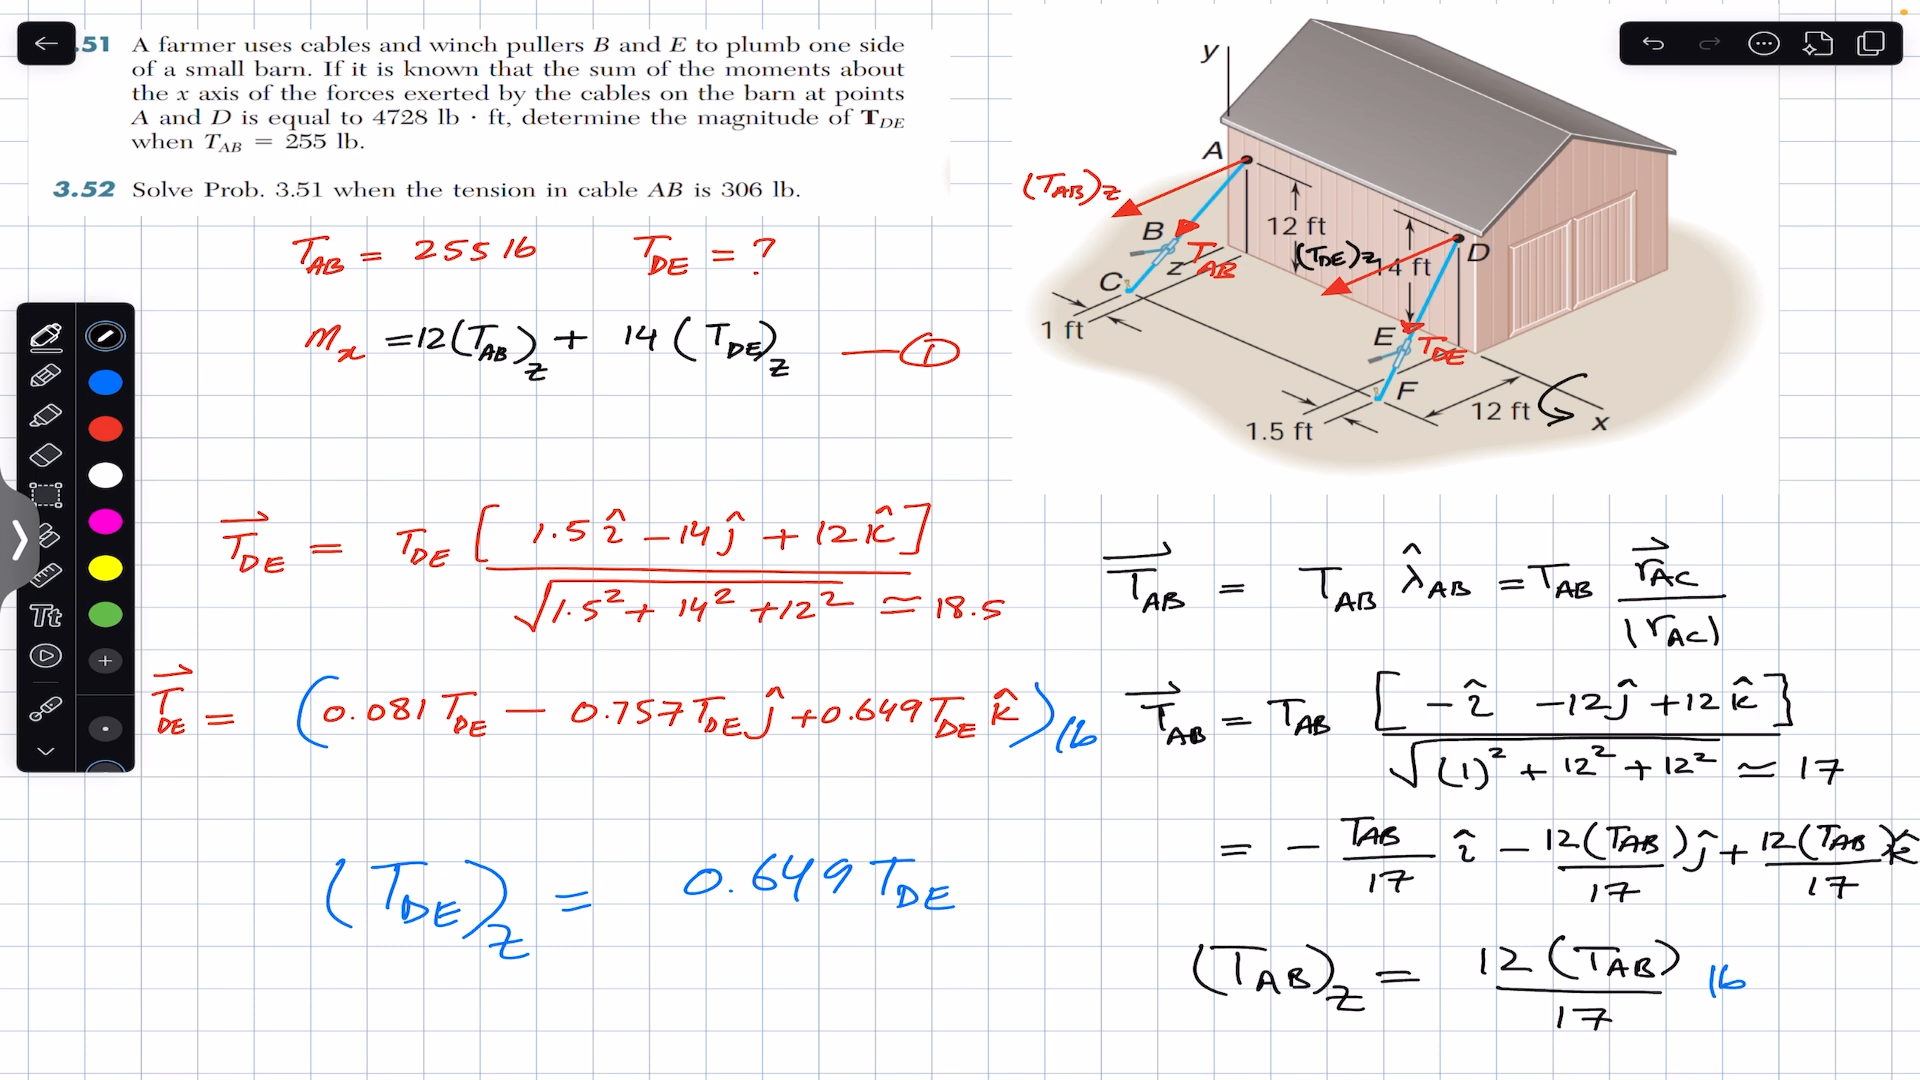 .51 A farmer uses cables and winch pullers B and E to plumb one side
of a small barn. If it is known that the sum of the moments about
the x axis of the forces exerted by the cables on the barn at points
A and D is equal to 4728 lb · ft, determine the magnitude of T_DE
when T_AB = 255 lb.
3.52 Solve Prob. 3.51 when the tension in cable AB is 306 lb.
T_AB = 255 lb T_DE = ?
M_x = 12(T_AB)_z + 14(T_DE)_z —①
y
A
(T_AB)_z
12 ft
B
T_AB
z
(T_DE)_z
4 ft
D
C
1 ft
E
T_DE
F
12 ft
x
1.5 ft
T_DE = T_DE [1.5 î − 14 ĵ + 12 k̂]
√1.5² + 14² + 12² ≃ 18.5
T_DE = (0.081 T_DE − 0.757 T_DE ĵ + 0.649 T_DE k̂) lb
(T_DE)_z = 0.649 T_DE
T_AB = T_AB λ̂_AB = T_AB r_AC
|r_AC|
T_AB = T_AB [− î − 12 ĵ + 12 k̂]
√(1)² + 12² + 12² ≃ 17
= − T_AB/17 î − 12(T_AB)/17 ĵ + 12(T_AB)/17 k̂
(T_AB)_z = 12(T_AB)/17 lb
Tt